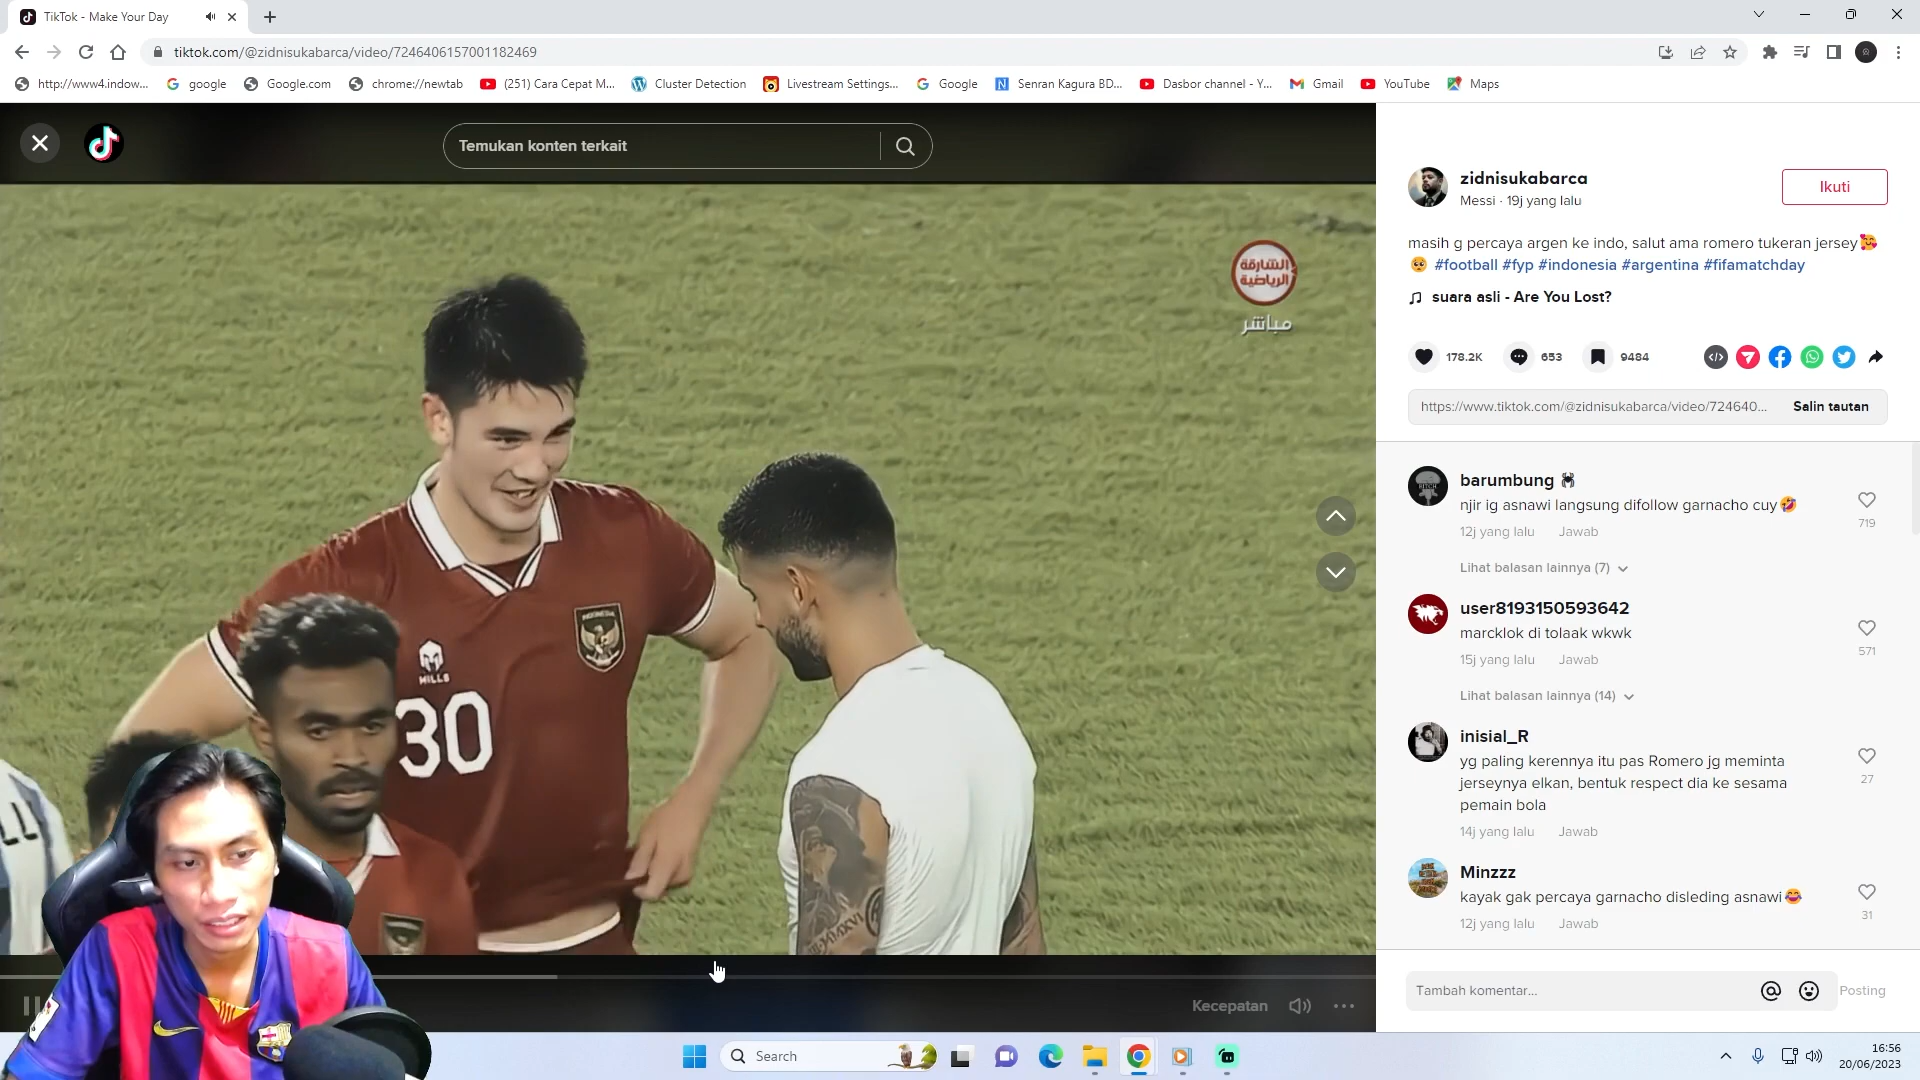 TikTok - Make Your Day
tiktok.com/@zidnisukabarca/video/7246406157001182469
http://www4.indow... google Google.com chrome://newtab (251) Cara Cepat M... Cluster Detection Livestream Settings... Google Senran Kagura BD... Dasbor channel - Y... Gmail YouTube Maps
Temukan konten terkait
الشارقة
الرياضية
مباشر
INDONESIA
MILLS
30
Kecepatan
zidnisukabarca
Messi · 19j yang lalu
Ikuti
masih g percaya argen ke indo, salut ama romero tukeran jersey🥰
🥺 #football #fyp #indonesia #argentina #fifamatchday
suara asli - Are You Lost?
178.2K 653 9484
https://www.tiktok.com/@zidnisukabarca/video/724640... Salin tautan
barumbung 🕷
njir ig asnawi langsung difollow garnacho cuy🤣
719
12j yang lalu Jawab
Lihat balasan lainnya (7)
user8193150593642
marcklok di tolaak wkwk
571
15j yang lalu Jawab
Lihat balasan lainnya (14)
inisial_R
yg paling kerennya itu pas Romero jg meminta
jerseynya elkan, bentuk respect dia ke sesama
pemain bola
27
14j yang lalu Jawab
Minzzz
kayak gak percaya garnacho disleding asnawi😂
31
12j yang lalu Jawab
Tambah komentar...
Posting
Search
16:56
20/06/2023